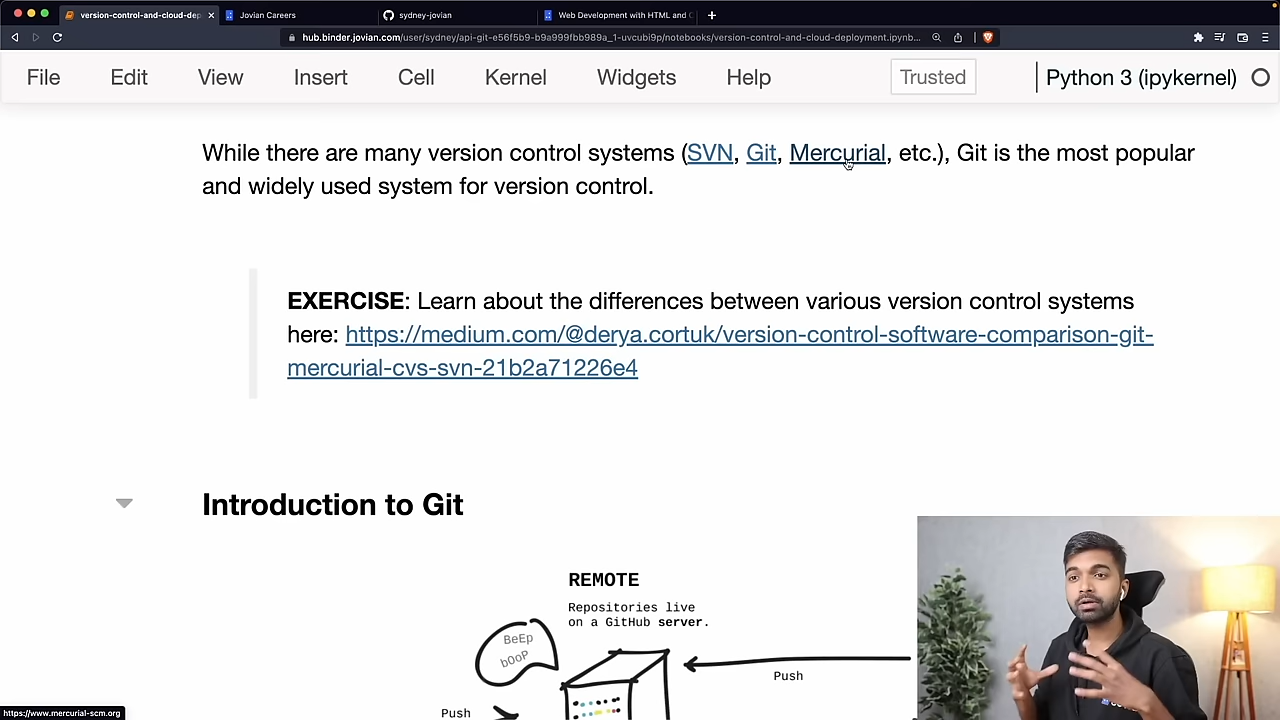 version-control-and-cloud-dep
Jovian Careers
sydney-jovian
Web Development with HTML and C
hub.binder.jovian.com/user/sydney/api-git-e56f5b9-b9a999fbb989a_1-uvcubi9p/notebooks/version-control-and-cloud-deployment.ipynb...
File Edit View Insert Cell Kernel Widgets Help Trusted Python 3 (ipykernel)
While there are many version control systems (SVN, Git, Mercurial, etc.), Git is the most popular
and widely used system for version control.
EXERCISE: Learn about the differences between various version control systems
here: https://medium.com/@derya.cortuk/version-control-software-comparison-git-
mercurial-cvs-svn-21b2a71226e4
Introduction to Git
REMOTE
Repositories live
on a GitHub server.
BeEp
bOoP
Push
Push
https://www.mercurial-scm.org